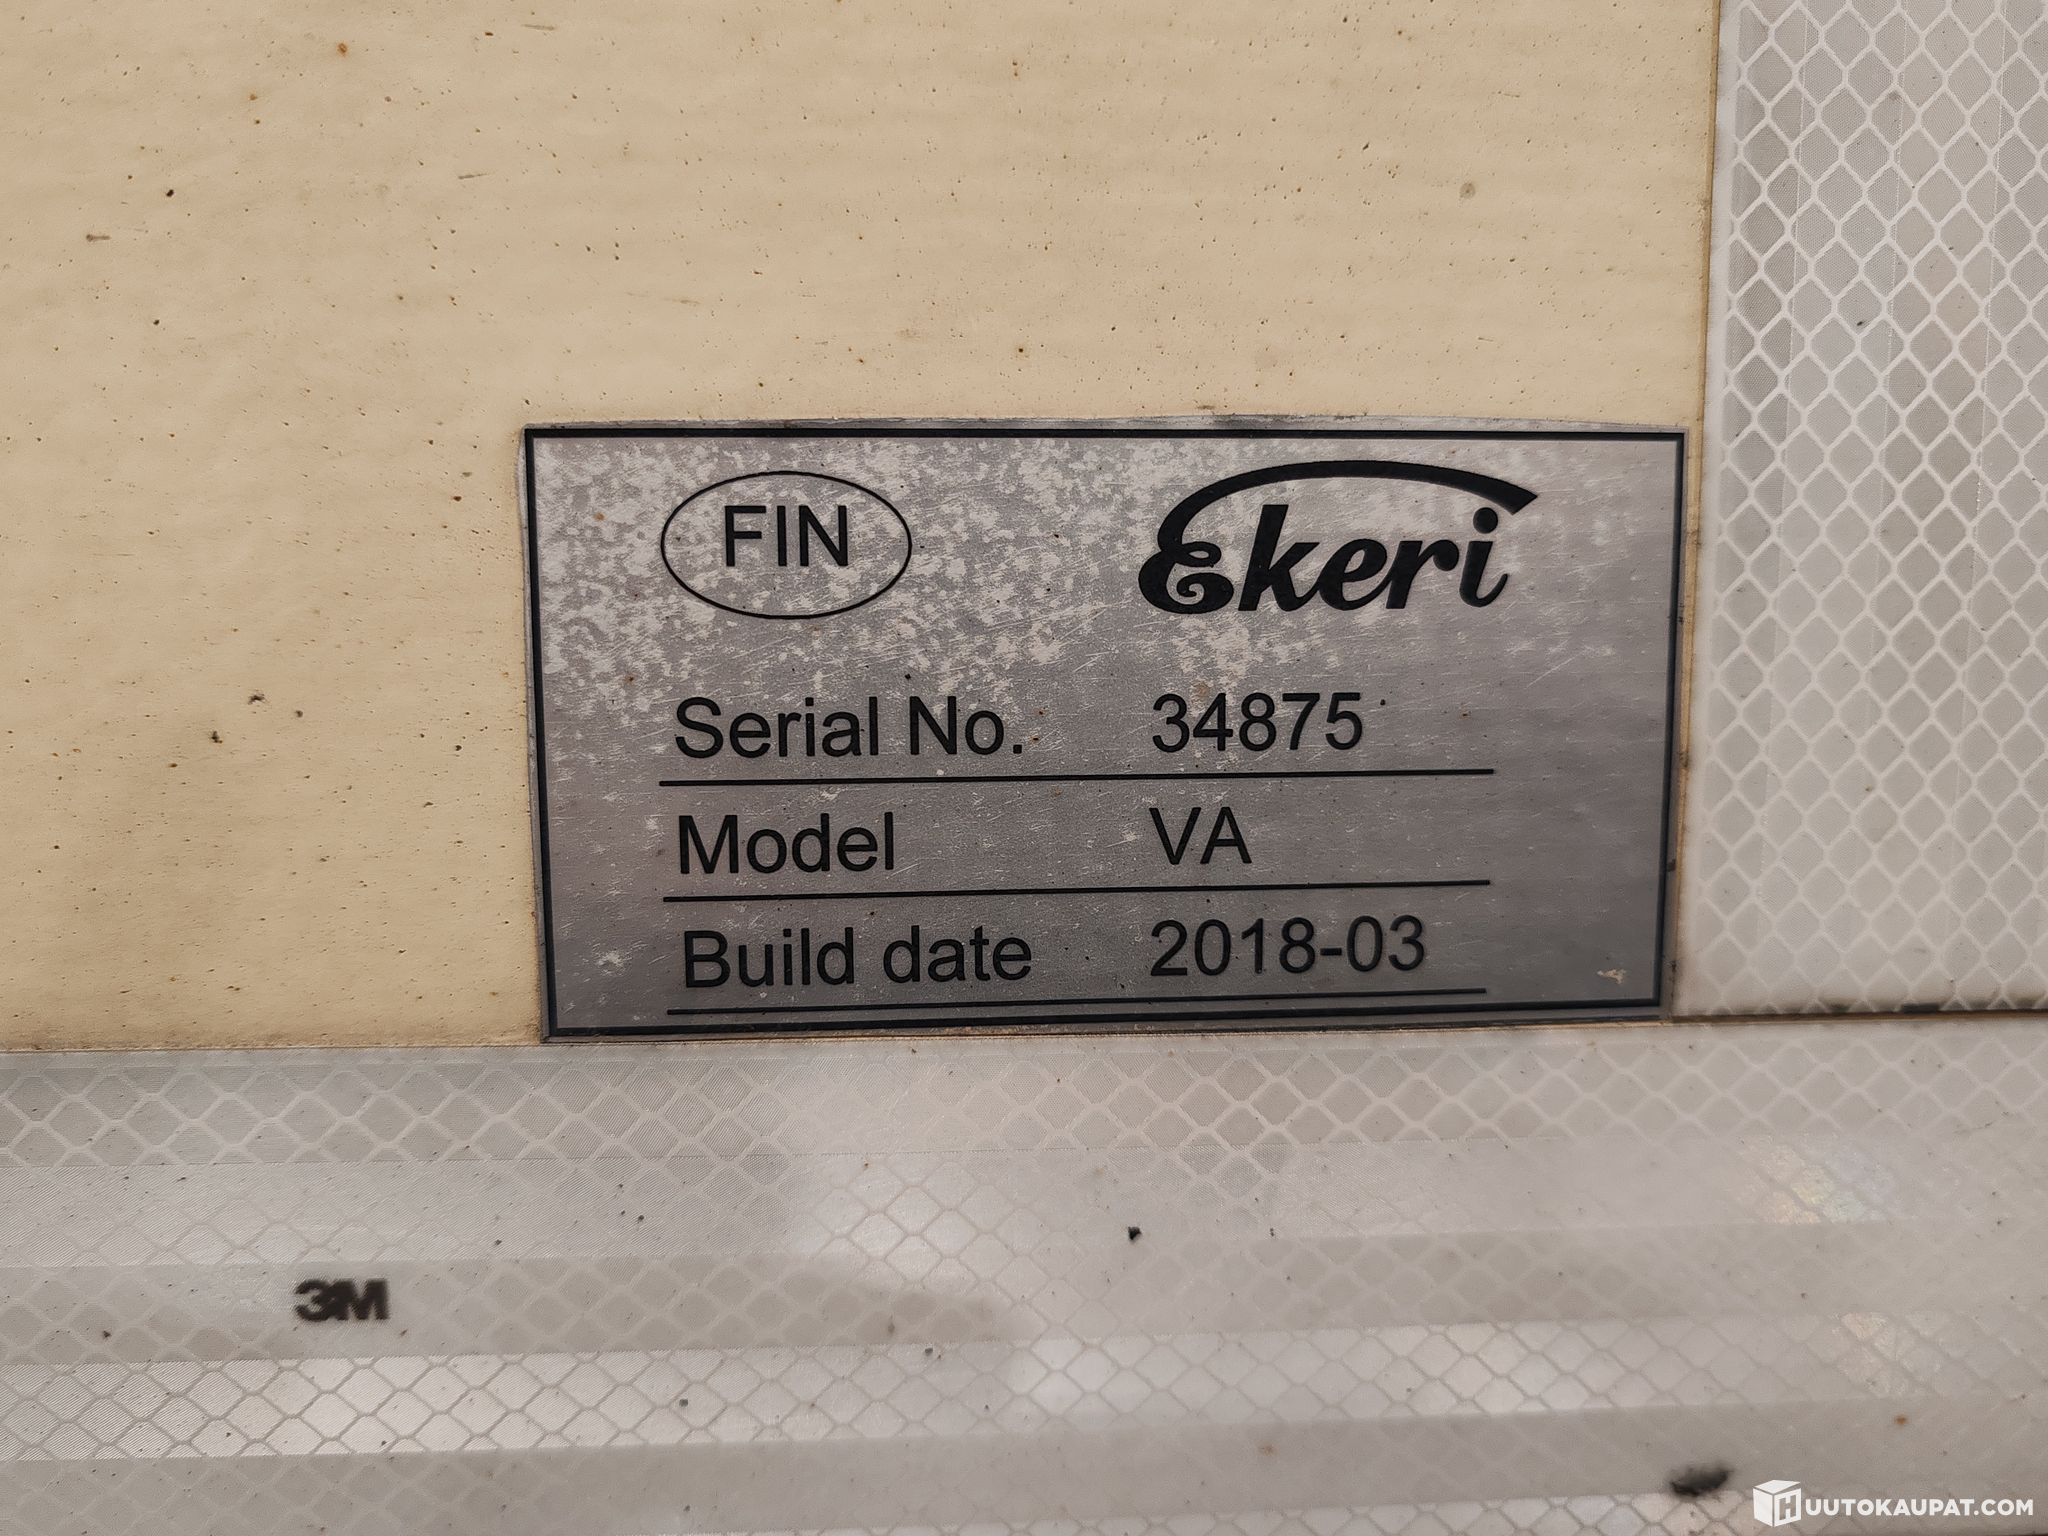 FIN Ekeri
Serial No. 34875
Model VA
Build date 2018-03
3M
HUUTOKAUPAT.COM